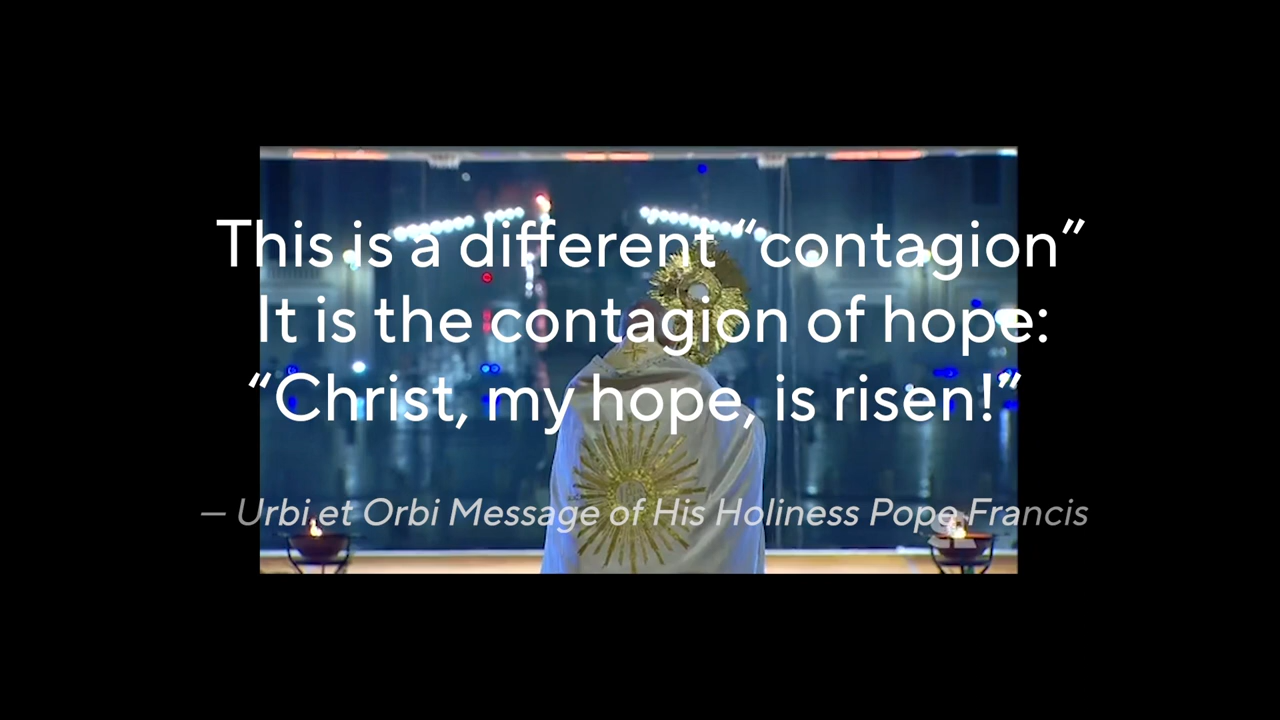 This is a different “contagion”
It is the contagion of hope:
“Christ, my hope, is risen!”
– Urbi et Orbi Message of His Holiness Pope Francis